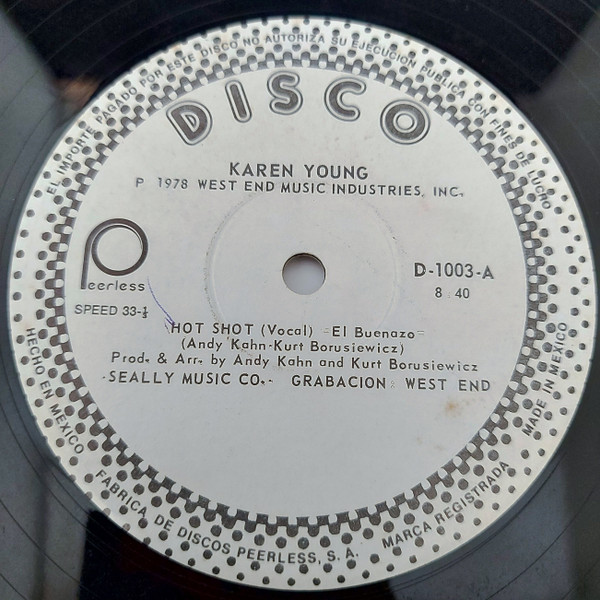 EL IMPORTE PAGADO POR ESTE DISCO NO AUTORIZA SU EJECUCION PUBLICA CON FINES DE LUCRO
DISCO
KAREN YOUNG
P 1978 WEST END MUSIC INDUSTRIES, INC.
Peerless
D-1003-A
SPEED 33-⅓
8:40
HOT SHOT (Vocal) =El Buenazo=
(Andy Kahn-Kurt Borusiewicz)
Prod. & Arr. by Andy Kahn and Kurt Borusiewicz
-SEALLY MUSIC CO.- GRABACION: WEST END
HECHO EN MEXICO
FABRICA DE DISCOS PEERLESS, S. A.
MARCA REGISTRADA
MADE IN MEXICO